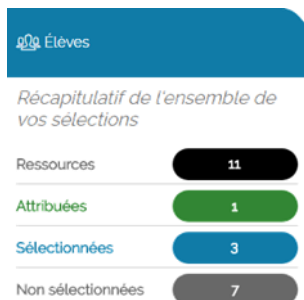 Élèves
Récapitulatif de l'ensemble de
vos sélections
Ressources 11
Attribuées 1
Sélectionnées 3
Non sélectionnées 7